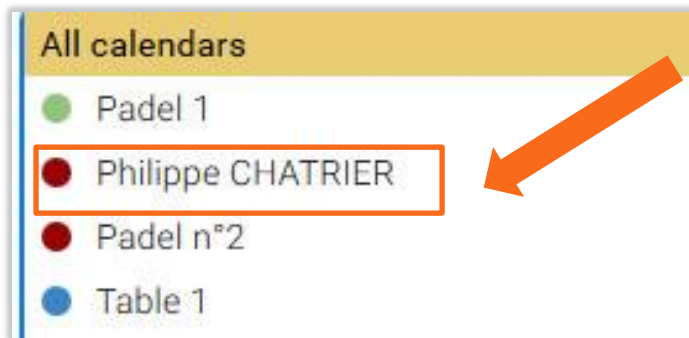 All calendars
Padel 1
Philippe CHATRIER
Padel n°2
Table 1